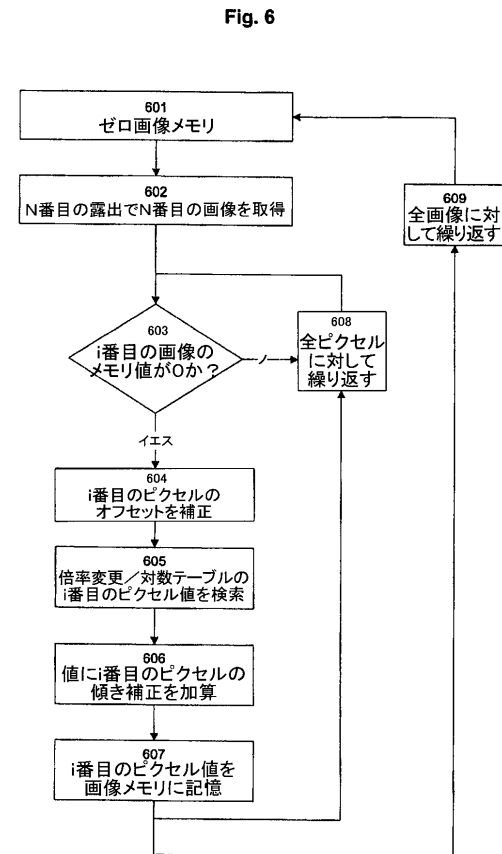 Fig. 6
601
ゼロ画像メモリ
602
N番目の露出でN番目の画像を取得
609
全画像に対
して繰り返す
603
i番目の画像の
メモリ値が0か?
ノー
608
全ピクセル
に対して
繰り返す
イエス
604
i番目のピクセルの
オフセットを補正
605
倍率変更/対数テーブルの
i番目のピクセル値を検索
606
値にi番目のピクセルの
傾き補正を加算
607
i番目のピクセル値を
画像メモリに記憶